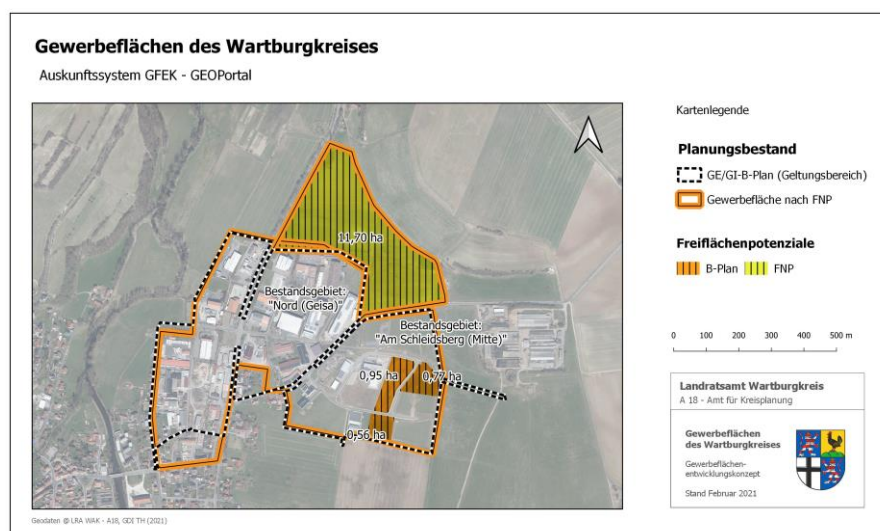 Gewerbeflächen des Wartburgkreises
Auskunftssystem GFEK - GEOPortal
11,70 ha
Bestandsgebiet:
"Nord (Geisa)"
Bestandsgebiet:
"Am Schleidsberg (Mitte)"
0,95 ha
0,77 ha
0,56 ha
Kartenlegende
Planungsbestand
GE/GI-B-Plan (Geltungsbereich)
Gewerbefläche nach FNP
Freiflächenpotenziale
B-Plan
FNP
0 100 200 300 400 500 m
Landratsamt Wartburgkreis
A 18 - Amt für Kreisplanung
Gewerbeflächen
des Wartburgkreises
Gewerbeflächen-
entwicklungskonzept
Stand Februar 2021
Geodaten @ LRA WAK - A18, GDI TH (2021)